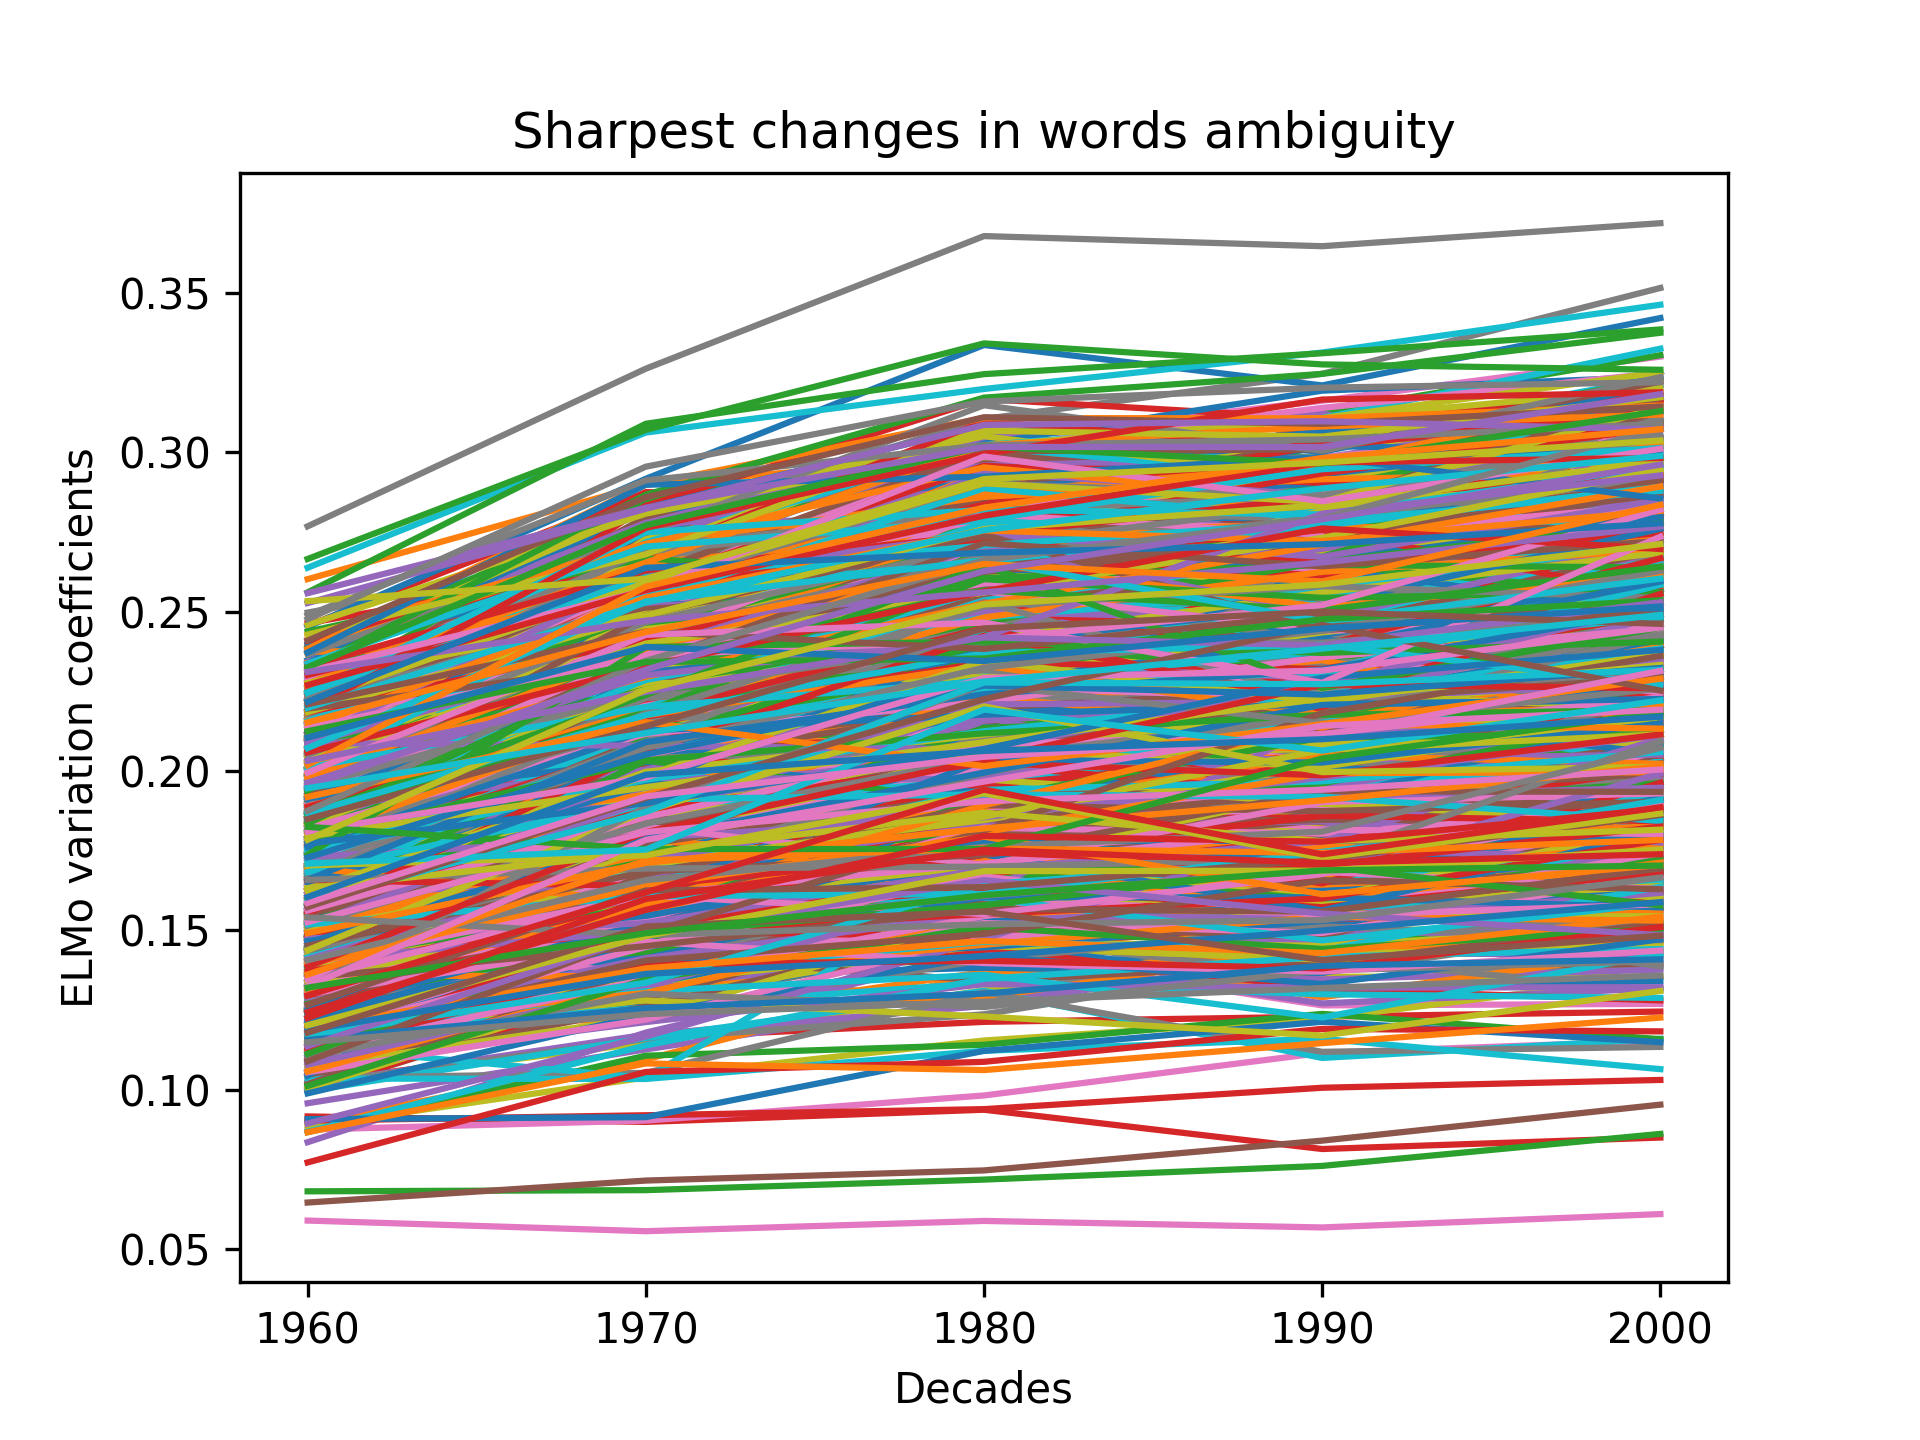 Sharpest changes in words ambiguity
ELMo variation coefficients
0.35
0.30
0.25
0.20
0.15
0.10
0.05
1960 1970 1980 1990 2000
Decades